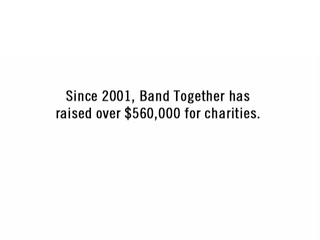 Since 2001, Band Together has
raised over $560,000 for charities.